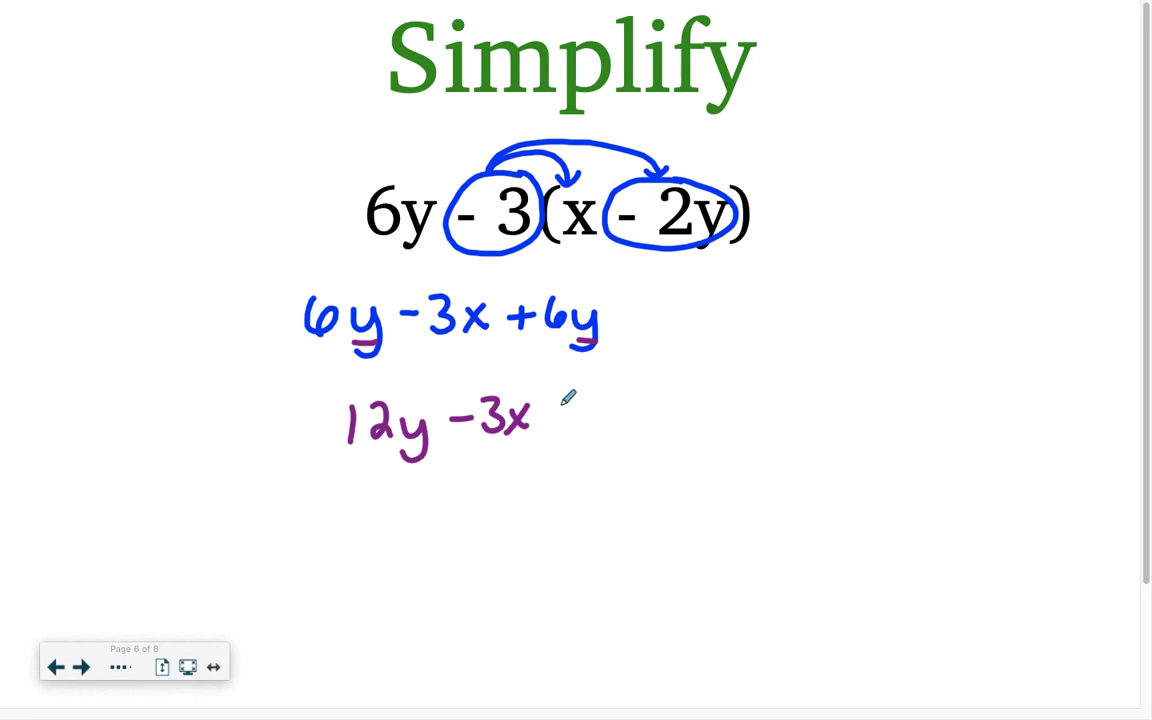 Simplify
6y - 3(x - 2y)
6y - 3x + 6y
12y - 3x
Page 6 of 8